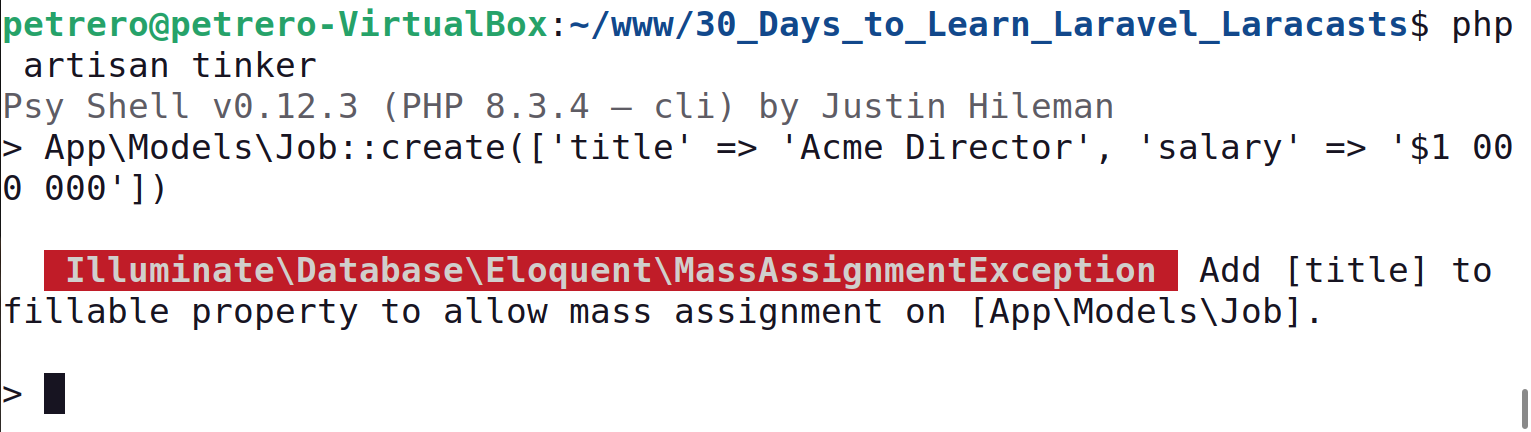 petrero@petrero-VirtualBox:~/www/30_Days_to_Learn_Laravel_Laracasts$ php
 artisan tinker
Psy Shell v0.12.3 (PHP 8.3.4 — cli) by Justin Hileman
> App\Models\Job::create(['title' => 'Acme Director', 'salary' => '$1 00
0 000'])
Illuminate\Database\Eloquent\MassAssignmentException  Add [title] to
fillable property to allow mass assignment on [App\Models\Job].
>